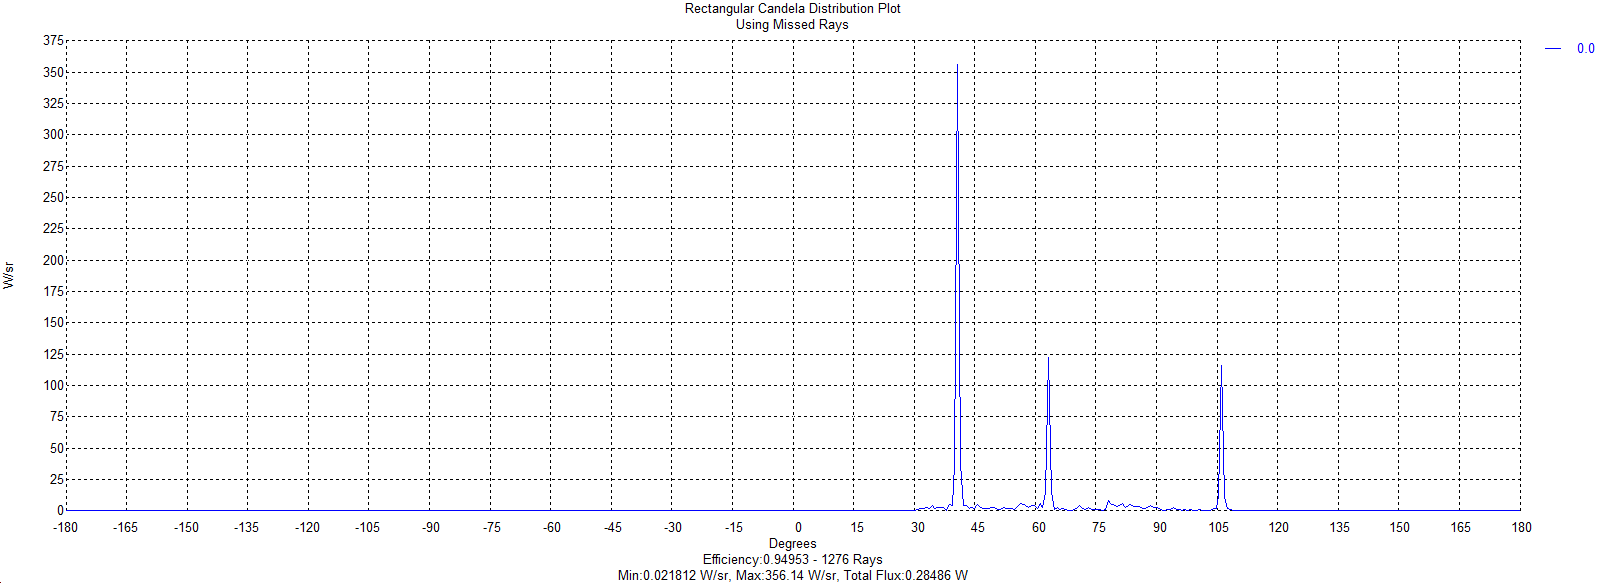 Rectangular Candela Distribution Plot
Using Missed Rays
0.0
375
350
325
300
275
250
225
200
175
150
125
100
75
50
25
0
W/sr
-180 -165 -150 -135 -120 -105 -90 -75 -60 -45 -30 -15 0 15 30 45 60 75 90 105 120 135 150 165 180
Degrees
Efficiency:0.94953 - 1276 Rays
Min:0.021812 W/sr, Max:356.14 W/sr, Total Flux:0.28486 W